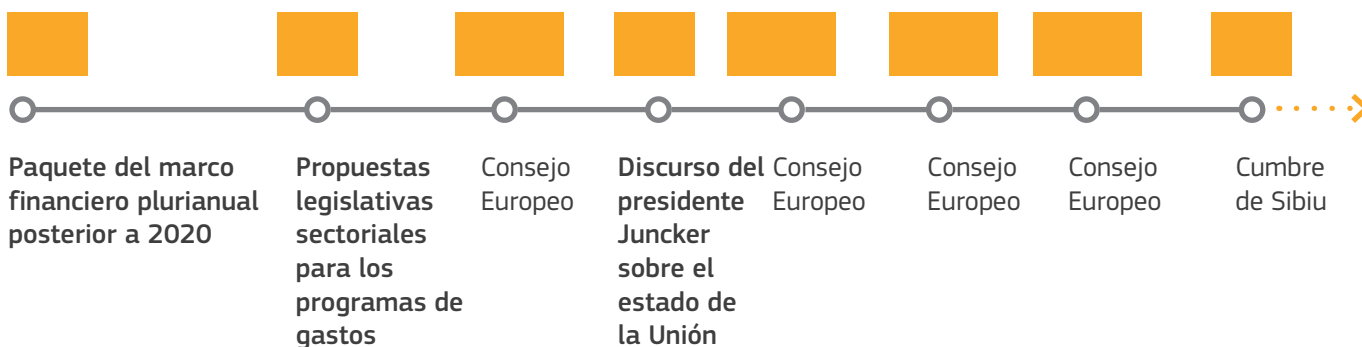 Paquete del marco
financiero plurianual
posterior a 2020
Propuestas
legislativas
sectoriales
para los
programas de
gastos
Consejo
Europeo
Discurso del
presidente
Juncker
sobre el
estado de
la Unión
Consejo
Europeo
Consejo
Europeo
Consejo
Europeo
Cumbre
de Sibiu